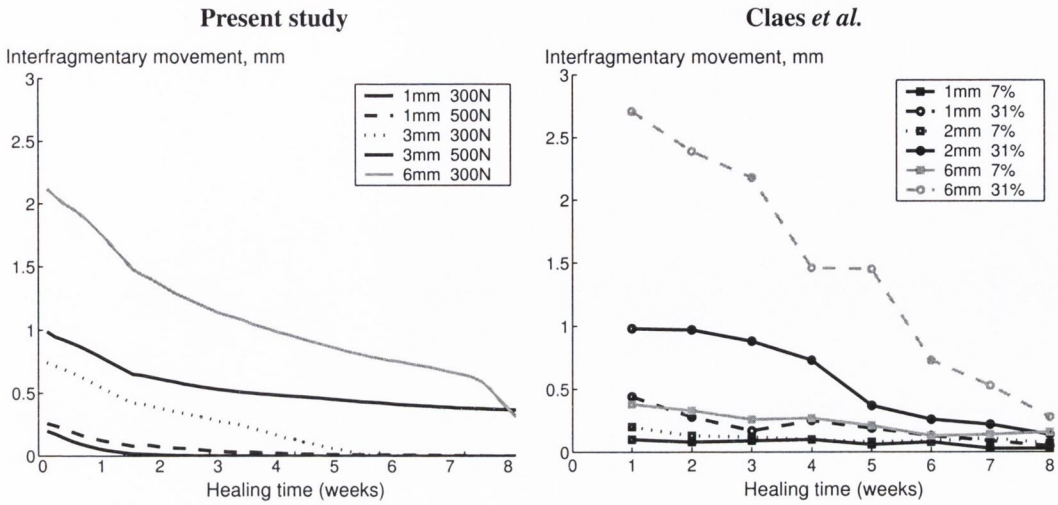 Present study
Interfragmentary movement, mm
3
2.5
2
1.5
1
0.5
0
1mm 300N
1mm 500N
3mm 300N
3mm 500N
6mm 300N
0 1 2 3 4 5 6 7 8
Healing time (weeks)
Claes et al.
Interfragmentary movement, mm
3
2.5
2
1.5
1
0.5
0
1mm 7%
1mm 31%
2mm 7%
2mm 31%
6mm 7%
6mm 31%
0 1 2 3 4 5 6 7 8
Healing time (weeks)